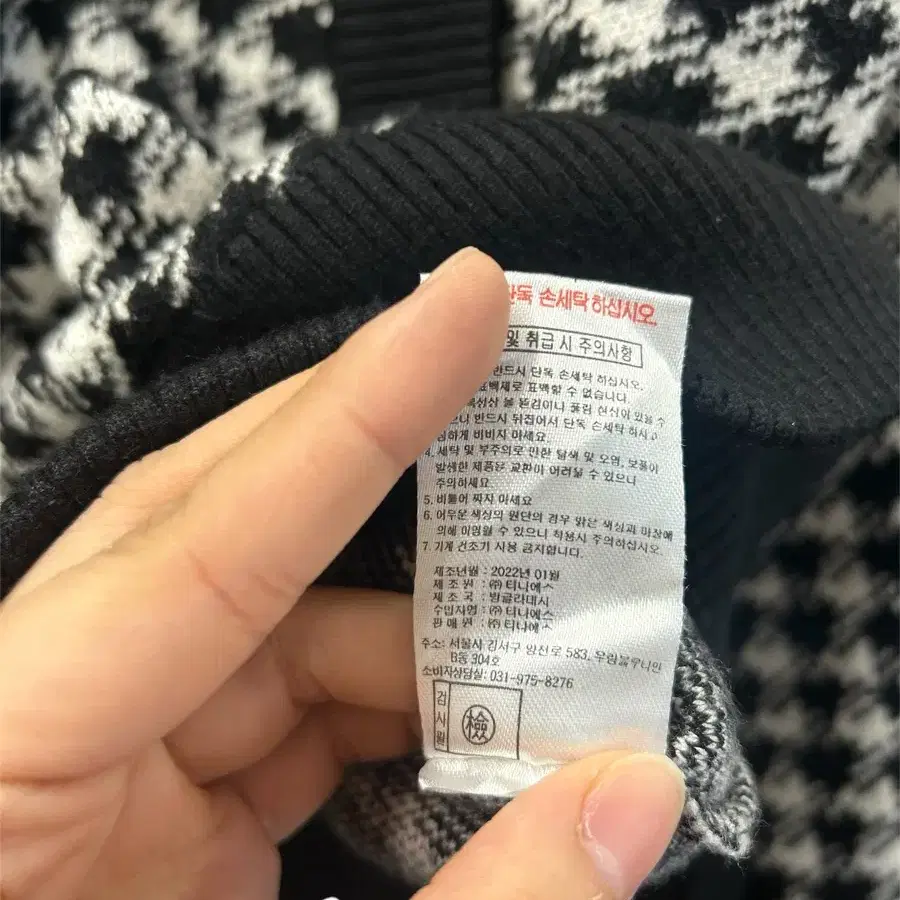 단독 손세탁 하십시오.
및 취급 시 주의사항
반드시 단독 손세탁 하십시오.
표백제로 표백할 수 없습니다.
특성상 올 뜯김이나 풀림 현상이 있을 수
으니 반드시 뒤집어서 단독 손세탁 하시고
심하게 비비지 마세요.
4. 세탁 및 부주의로 인한 탈색 및 오염, 보풀이
발생한 제품은 교환이 어려울 수 있으니
주의하세요.
5. 비틀어 짜지 마세요
6. 어두운 색상의 원단의 경우 밝은 색상과 마찰에
의해 이염될 수 있으니 착용시 주의하십시오.
7. 기계 건조기 사용 금지합니다.
제조년월 : 2022년 01월
제 조 원 : ㈜티니에스
제 조 국 : 방글라데시
수입자명 : ㈜티나에스
판 매 원 : ㈜티나에스
주소: 서울시 강서구 양천로 583,
B동 304호
소비자상담실: 031-975-8276
검사필
檢